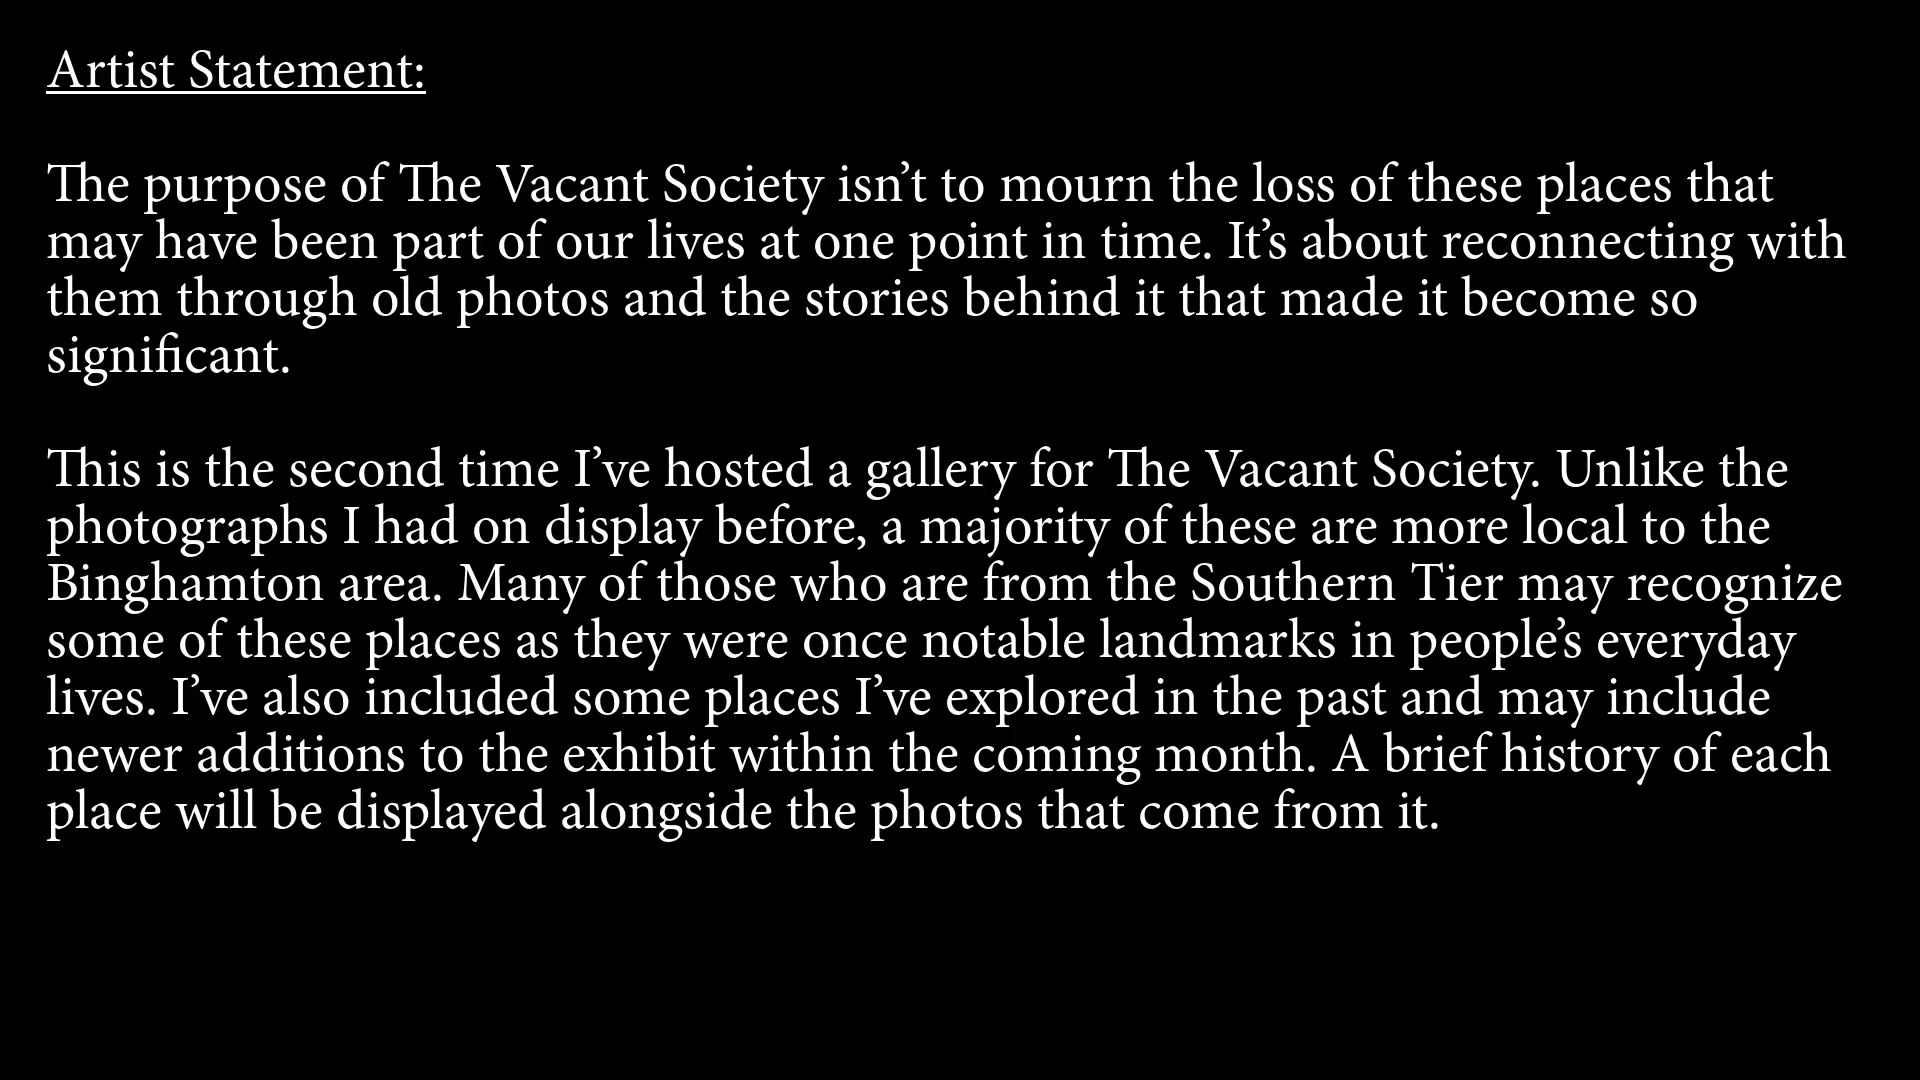 Artist Statement:
The purpose of The Vacant Society isn’t to mourn the loss of these places that
may have been part of our lives at one point in time. It’s about reconnecting with
them through old photos and the stories behind it that made it become so
significant.
This is the second time I’ve hosted a gallery for The Vacant Society. Unlike the
photographs I had on display before, a majority of these are more local to the
Binghamton area. Many of those who are from the Southern Tier may recognize
some of these places as they were once notable landmarks in people’s everyday
lives. I’ve also included some places I’ve explored in the past and may include
newer additions to the exhibit within the coming month. A brief history of each
place will be displayed alongside the photos that come from it.